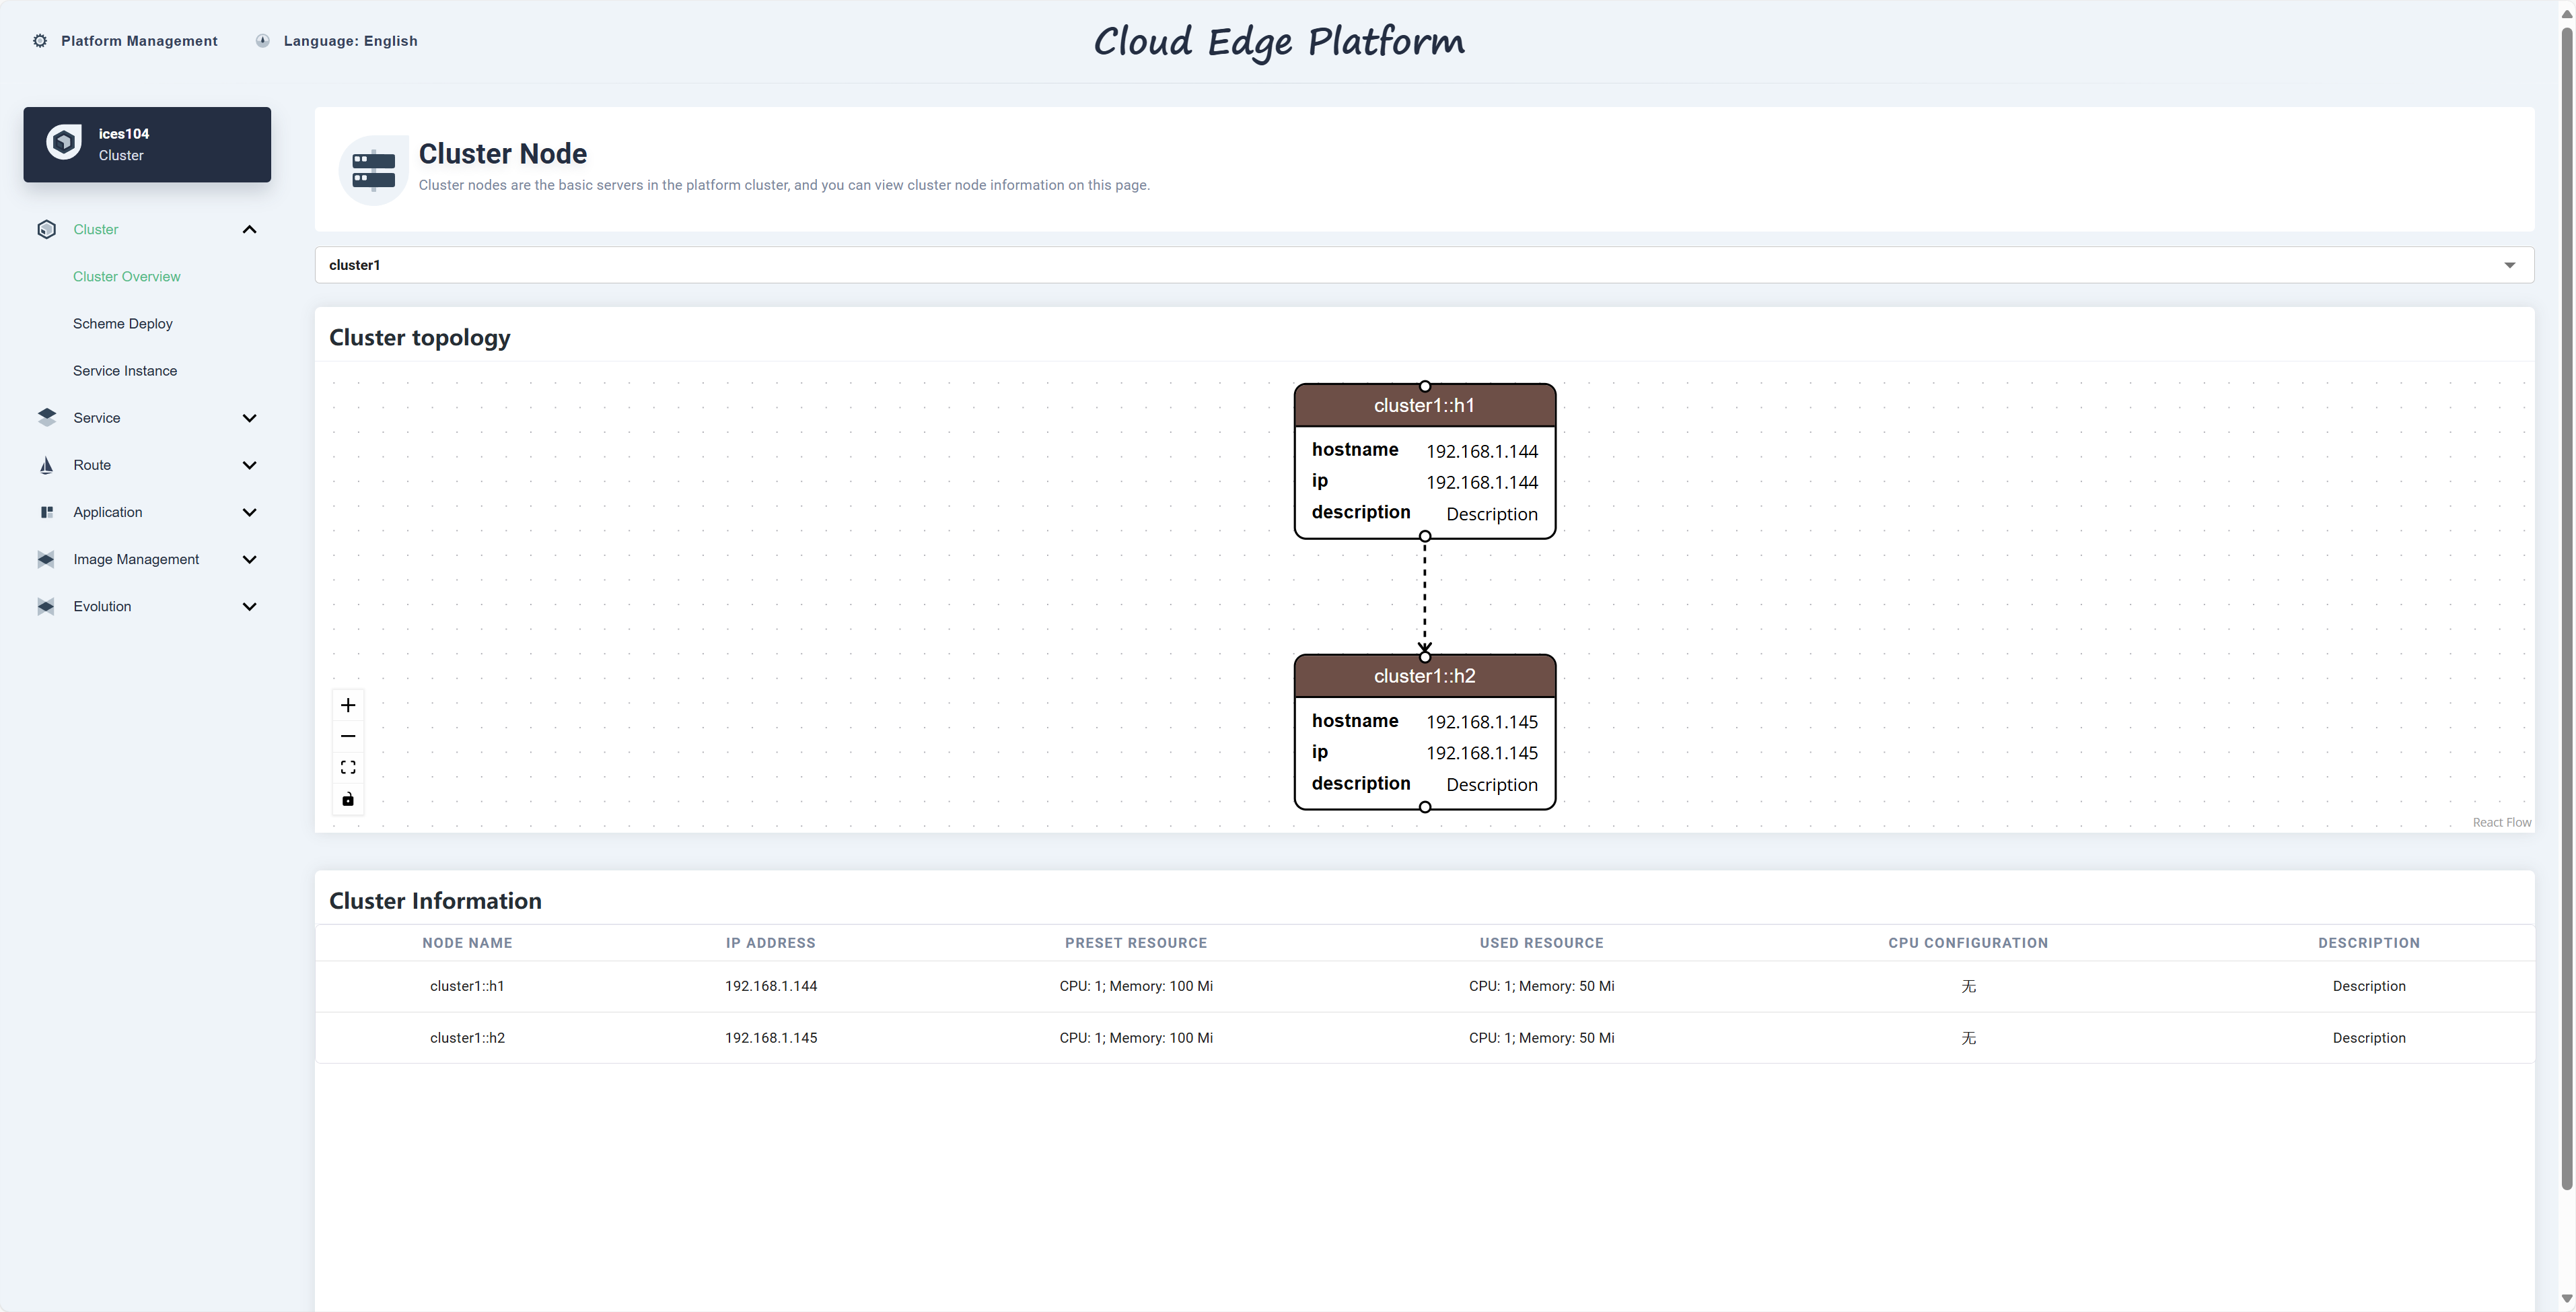 Platform Management
Language: English
Cloud Edge Platform
ices104
Cluster
Cluster
Cluster Overview
Scheme Deploy
Service Instance
Service
Route
Application
Image Management
Evolution
Cluster Node
Cluster nodes are the basic servers in the platform cluster, and you can view cluster node information on this page.
cluster1
Cluster topology
cluster1::h1
hostname 192.168.1.144
ip 192.168.1.144
description Description
cluster1::h2
hostname 192.168.1.145
ip 192.168.1.145
description Description
React Flow
Cluster Information
NODE NAME IP ADDRESS PRESET RESOURCE USED RESOURCE CPU CONFIGURATION DESCRIPTION
cluster1::h1 192.168.1.144 CPU: 1; Memory: 100 Mi CPU: 1; Memory: 50 Mi 无 Description
cluster1::h2 192.168.1.145 CPU: 1; Memory: 100 Mi CPU: 1; Memory: 50 Mi 无 Description